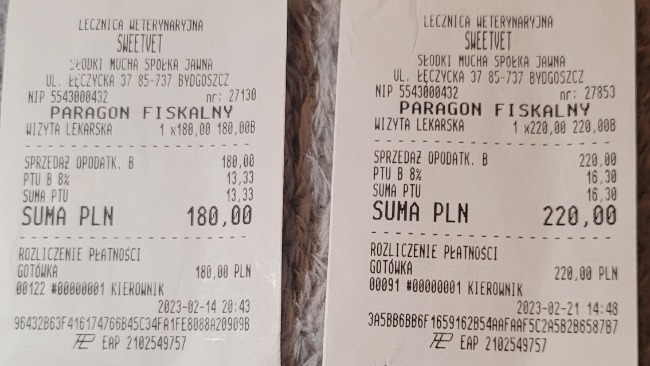 LECZNICA WETERYNARYJNA
SWEETVET
SŁODKI MUCHA SPÓŁKA JAWNA
UL. ŁĘCZYCKA 37 85-737 BYDGOSZCZ
NIP 5543000432 nr: 27130
PARAGON FISKALNY
WIZYTA LEKARSKA 1 x180,00 180,00B
SPRZEDAŻ OPODATK. B 180,00
PTU B 8% 13,33
SUMA PTU 13,33
SUMA PLN 180,00
ROZLICZENIE PŁATNOŚCI
GOTÓWKA 180,00 PLN
00122 #00000001 KIEROWNIK
2023-02-14 20:43
96432B63F416174766B45C34FA1FE8088A20909B
EAP 2102549757
LECZNICA WETERYNARYJNA
SWEETVET
SŁODKI MUCHA SPÓŁKA JAWNA
UL. ŁĘCZYCKA 37 85-737 BYDGOSZCZ
NIP 5543000432 nr: 27853
PARAGON FISKALNY
WIZYTA LEKARSKA 1 x220,00 220,00B
SPRZEDAŻ OPODATK. B 220,00
PTU B 8% 16,30
SUMA PTU 16,30
SUMA PLN 220,00
ROZLICZENIE PŁATNOŚCI
GOTÓWKA 220,00 PLN
00091 #00000001 KIEROWNIK
2023-02-21 14:48
3A5BB6BB6F1659162B54AAFAAF5C2A5B2B6587B7
EAP 2102549757